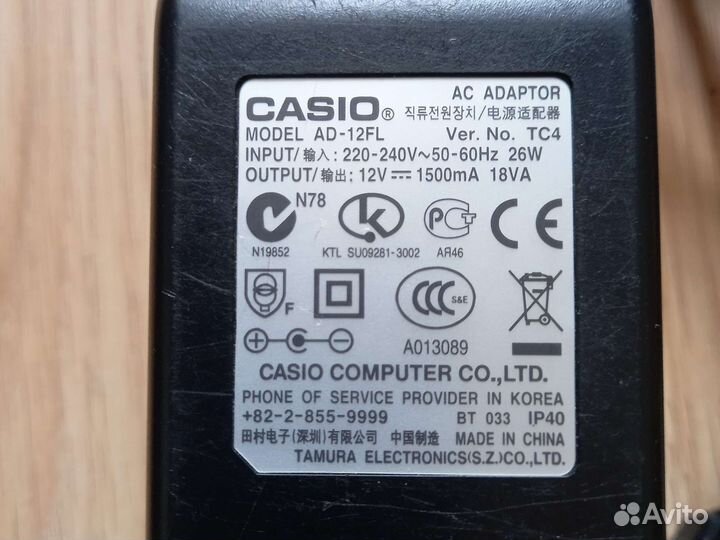 AC ADAPTOR
CASIO® 직류전원장치/电源适配器
MODEL AD-12FL Ver. No. TC4
INPUT/输入: 220-240V~50-60Hz 26W
OUTPUT/输出: 12V⎓1500mA 18VA
N78
N19852
k
KTL SU09281-3002
РСТ
АЯ46
CE
F
CCC S&E
A013089
CASIO COMPUTER CO.,LTD.
PHONE OF SERVICE PROVIDER IN KOREA
+82-2-855-9999 BT 033 IP40
田村电子(深圳)有限公司 中国制造 MADE IN CHINA
TAMURA ELECTRONICS(S.Z.)CO.,LTD.
Avito